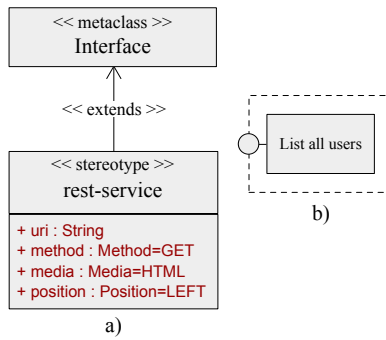 << metaclass >>
Interface
<< extends >>
<< stereotype >>
rest-service
+ uri : String
+ method : Method=GET
+ media : Media=HTML
+ position : Position=LEFT
a)
List all users
b)